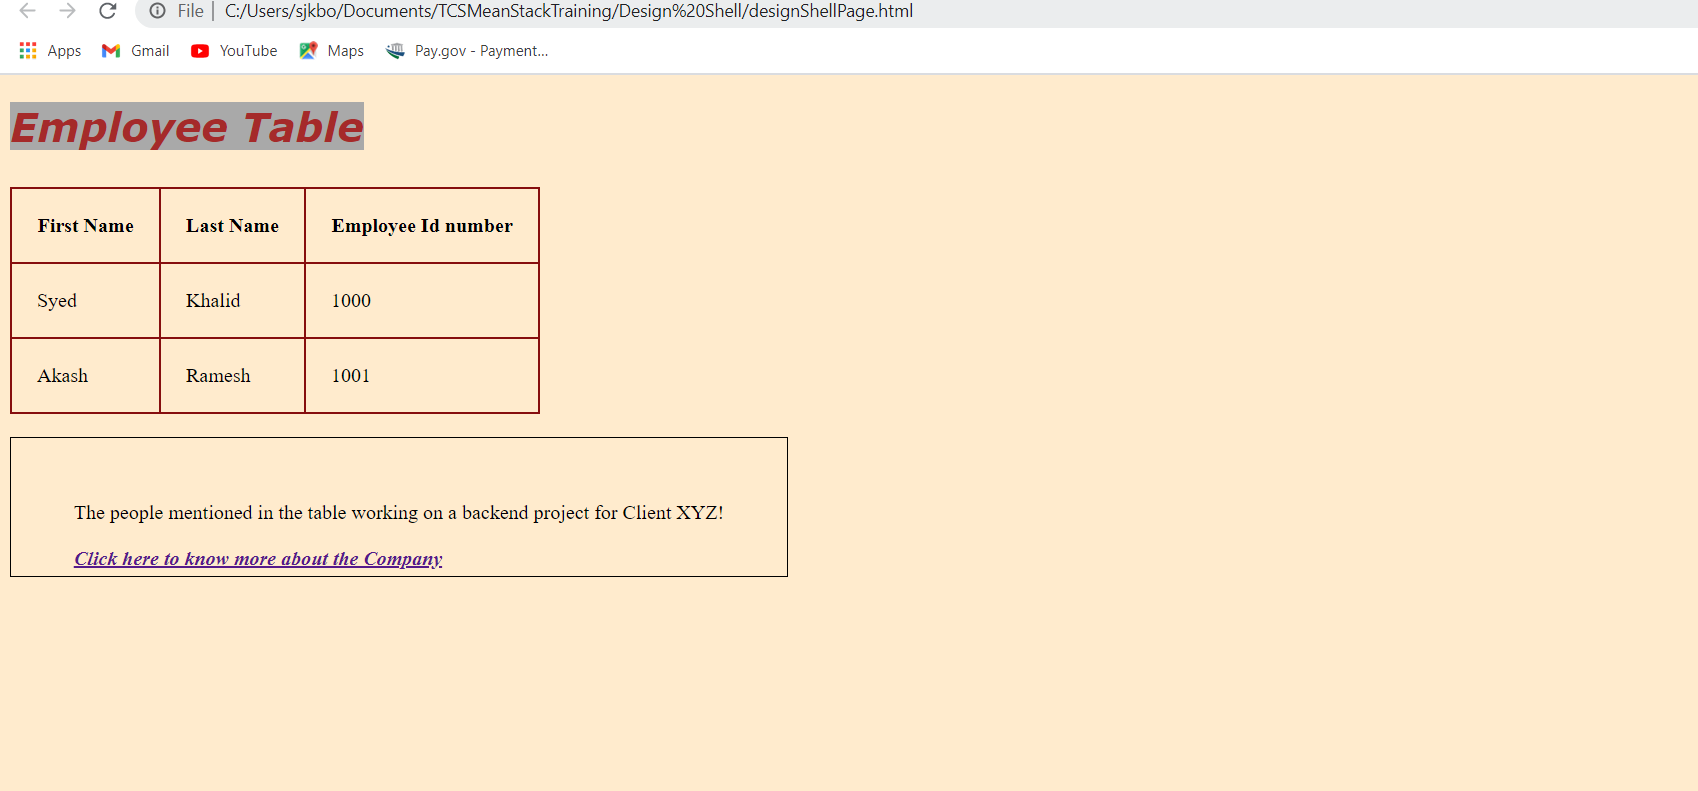 File | C:/Users/sjkbo/Documents/TCSMeanStackTraining/Design%20Shell/designShellPage.html
Apps Gmail YouTube Maps Pay.gov - Payment...
Employee Table
First Name Last Name Employee Id number
Syed Khalid 1000
Akash Ramesh 1001
The people mentioned in the table working on a backend project for Client XYZ!
Click here to know more about the Company